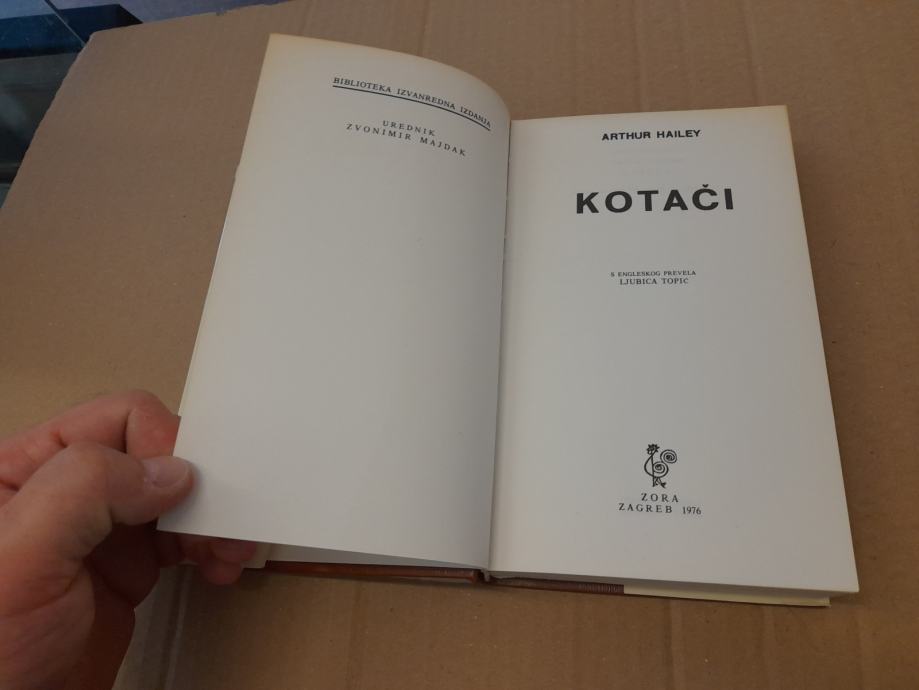 BIBLIOTEKA IZVANREDNA IZDANJA
UREDNIK
ZVONIMIR MAJDAK
ARTHUR HAILEY
KOTAČI
S ENGLESKOG PREVELA
LJUBICA TOPIĆ
ZORA
ZAGREB 1976